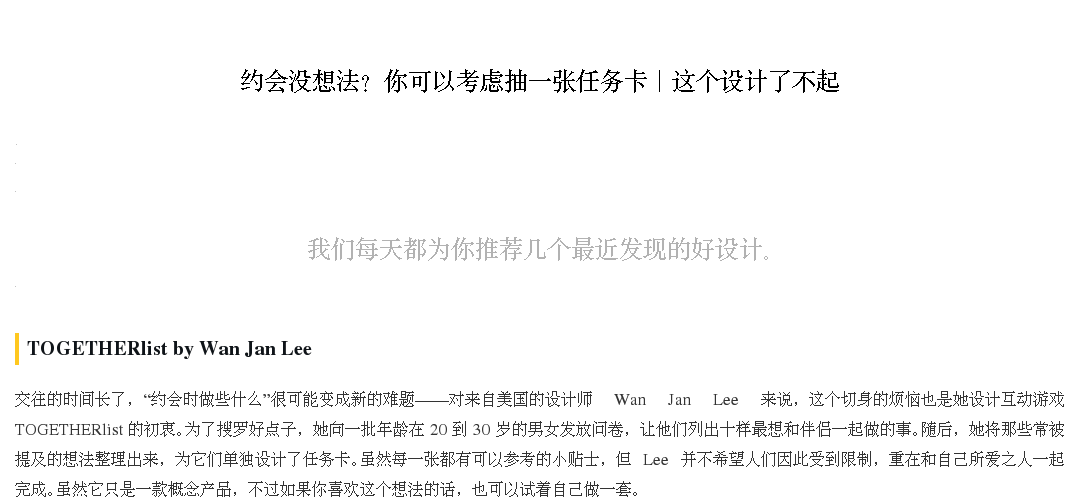 约会没想法？你可以考虑抽一张任务卡｜这个设计了不起
我们每天都为你推荐几个最近发现的好设计。
TOGETHERlist by Wan Jan Lee
交往的时间长了，“约会时做些什么”很可能变成新的难题——对来自美国的设计师 Wan Jan Lee 来说，这个切身的烦恼也是她设计互动游戏
TOGETHERlist 的初衷。为了搜罗好点子，她向一批年龄在 20 到 30 岁的男女发放问卷，让他们列出十样最想和伴侣一起做的事。随后，她将那些常被
提及的想法整理出来，为它们单独设计了任务卡。虽然每一张都有可以参考的小贴士，但 Lee 并不希望人们因此受到限制，重在和自己所爱之人一起
完成。虽然它只是一款概念产品，不过如果你喜欢这个想法的话，也可以试着自己做一套。